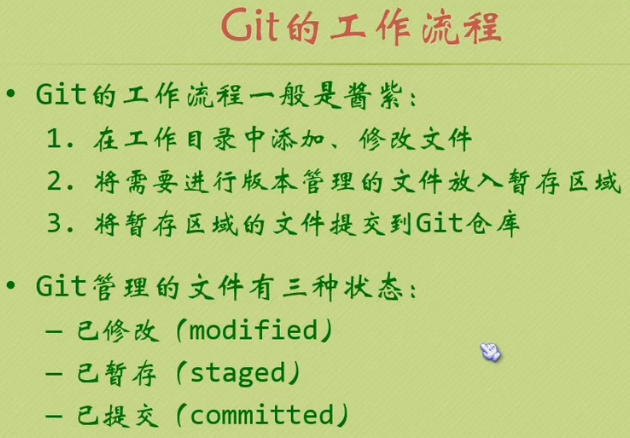 Git的工作流程
• Git的工作流程一般是酱紫：
1. 在工作目录中添加、修改文件
2. 将需要进行版本管理的文件放入暂存区域
3. 将暂存区域的文件提交到Git仓库
• Git管理的文件有三种状态：
– 已修改（modified）
– 已暂存（staged）
– 已提交（committed）